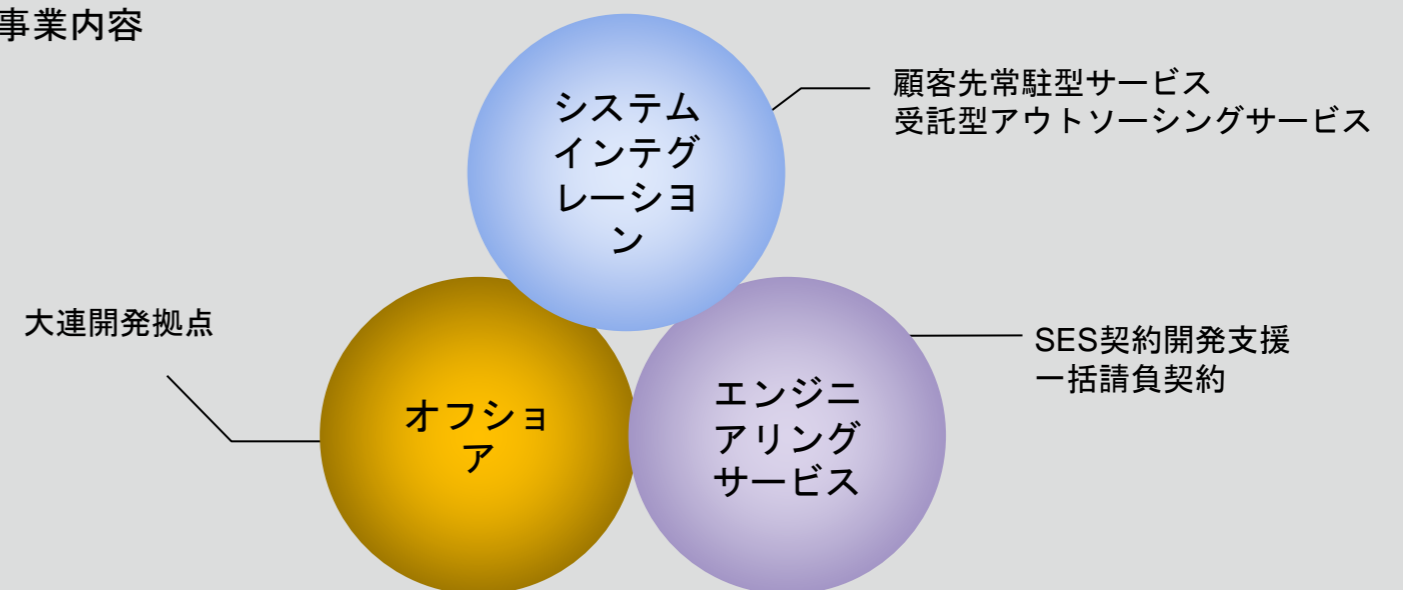 事業内容
システム
インテグ
レーション
顧客先常駐型サービス
受託型アウトソーシングサービス
大連開発拠点
オフショ
ア
エンジニ
アリング
サービス
SES契約開発支援
一括請負契約